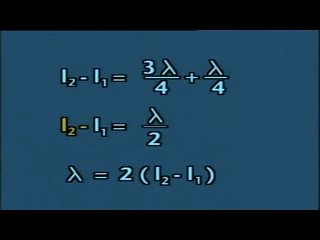 l₂ - l₁ = 3λ/4 + λ/4
l₂ - l₁ = λ/2
λ = 2 ( l₂ - l₁ )